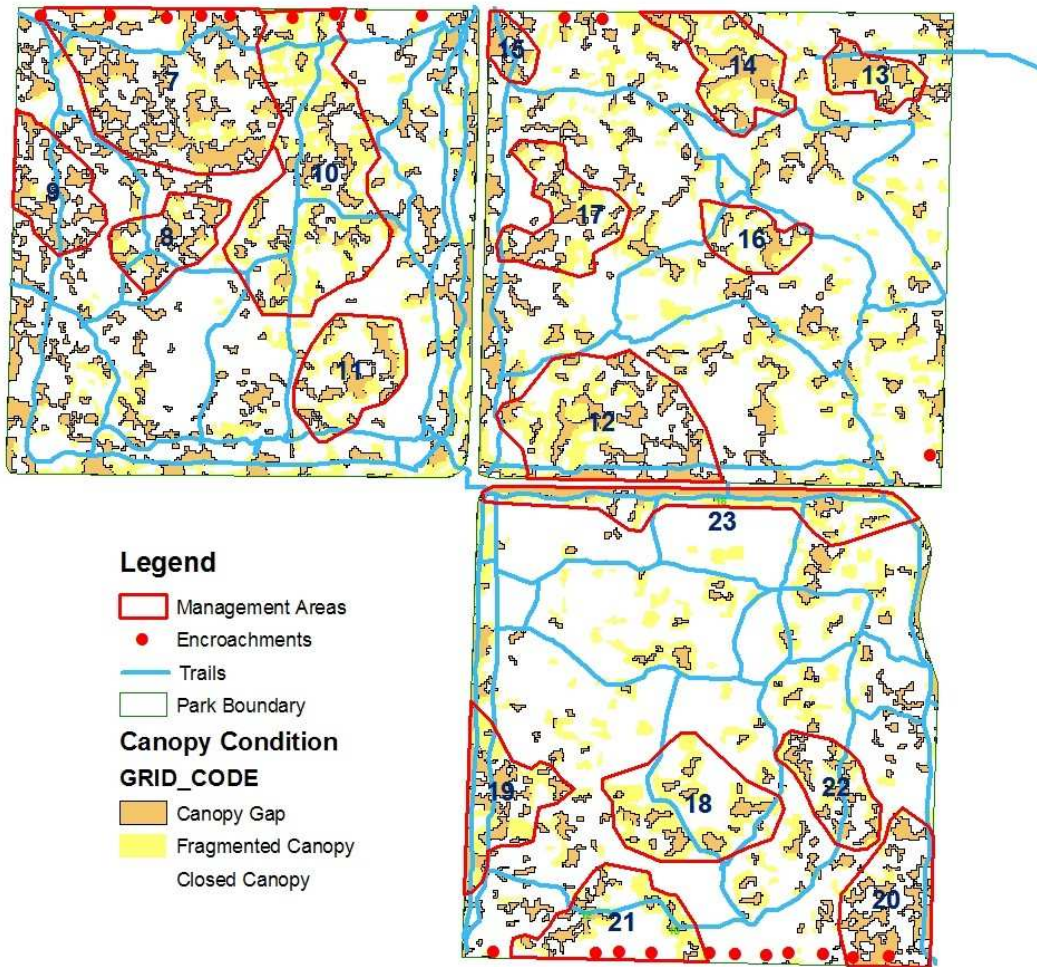 15
14
13
7
10
9
8
17
16
11
12
23
Legend
Management Areas
Encroachments
Trails
Park Boundary
Canopy Condition
GRID_CODE
Canopy Gap
Fragmented Canopy
Closed Canopy
19
18
22
20
21